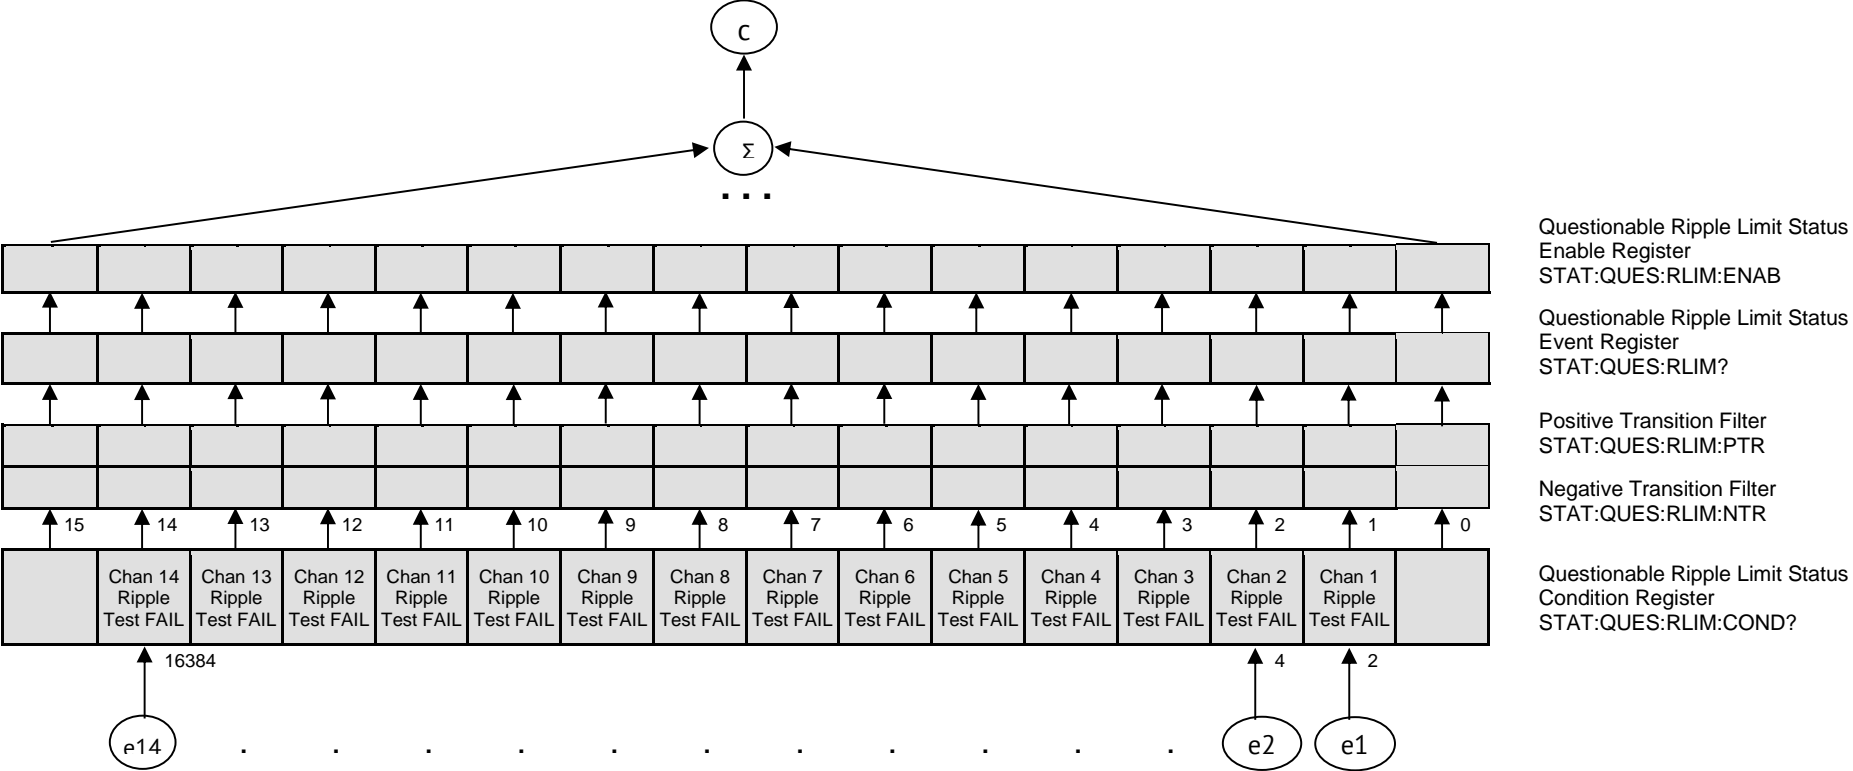 C
Σ
. . .
Questionable Ripple Limit Status
Enable Register
STAT:QUES:RLIM:ENAB
Questionable Ripple Limit Status
Event Register
STAT:QUES:RLIM?
Positive Transition Filter
STAT:QUES:RLIM:PTR
Negative Transition Filter
STAT:QUES:RLIM:NTR
15 14 13 12 11 10 9 8 7 6 5 4 3 2 1 0
Chan 14 Chan 13 Chan 12 Chan 11 Chan 10 Chan 9 Chan 8 Chan 7 Chan 6 Chan 5 Chan 4 Chan 3 Chan 2 Chan 1
Ripple Ripple Ripple Ripple Ripple Ripple Ripple Ripple Ripple Ripple Ripple Ripple Ripple Ripple
Test FAIL Test FAIL Test FAIL Test FAIL Test FAIL Test FAIL Test FAIL Test FAIL Test FAIL Test FAIL Test FAIL Test FAIL Test FAIL Test FAIL
Questionable Ripple Limit Status
Condition Register
STAT:QUES:RLIM:COND?
16384 4 2
e14 . . . . . . . . . . . e2 e1